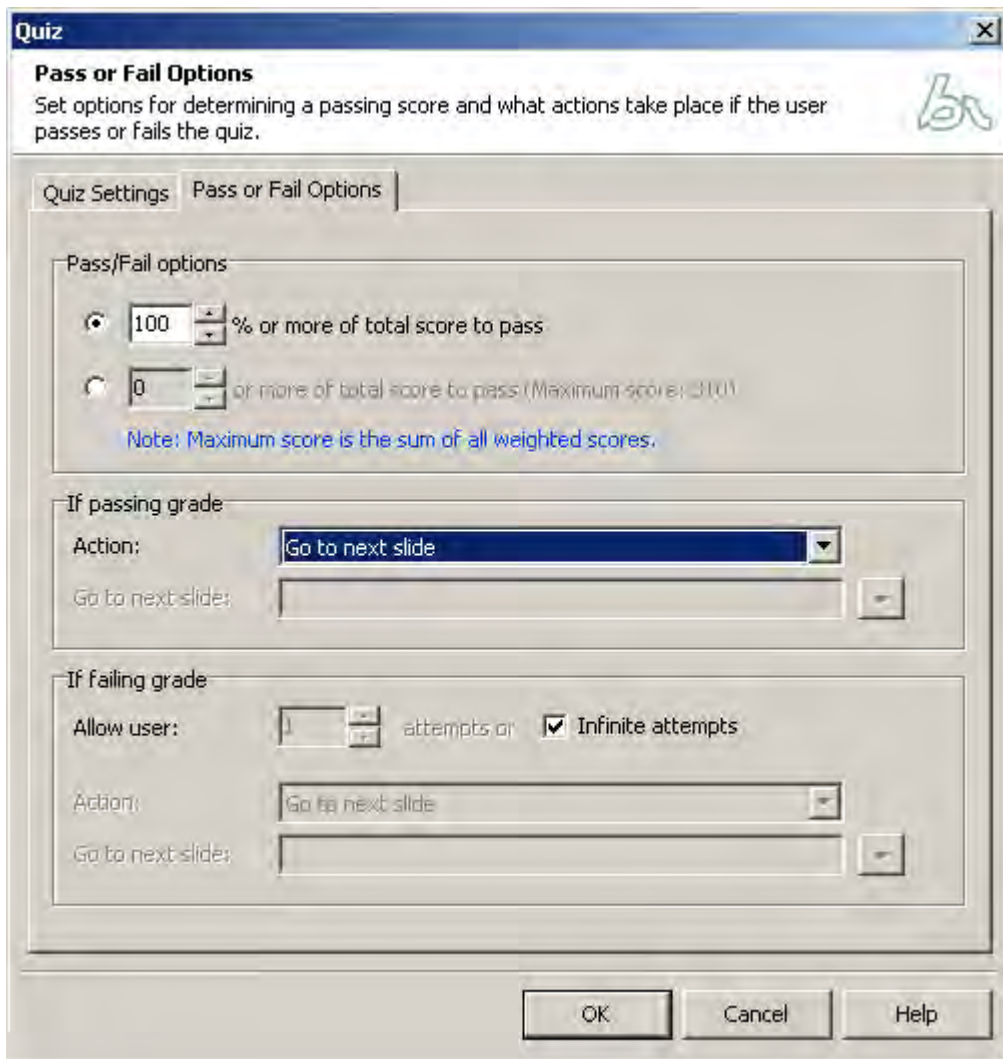 Quiz
Pass or Fail Options
Set options for determining a passing score and what actions take place if the user
passes or fails the quiz.
Quiz Settings Pass or Fail Options
Pass/Fail options
100 % or more of total score to pass
0 or more of total score to pass (Maximum score: 310)
Note: Maximum score is the sum of all weighted scores.
If passing grade
Action: Go to next slide
Go to next slide:
If failing grade
Allow user: 1 attempts or Infinite attempts
Action: Go to next slide
Go to next slide:
OK Cancel Help